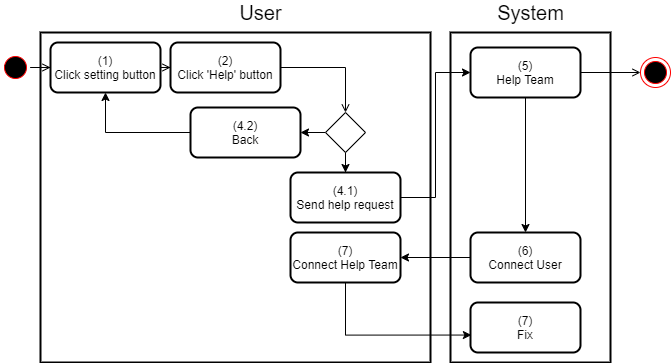 User
System
(1)
Click setting button
(2)
Click 'Help' button
(5)
Help Team
(4.2)
Back
(4.1)
Send help request
(7)
Connect Help Team
(6)
Connect User
(7)
Fix